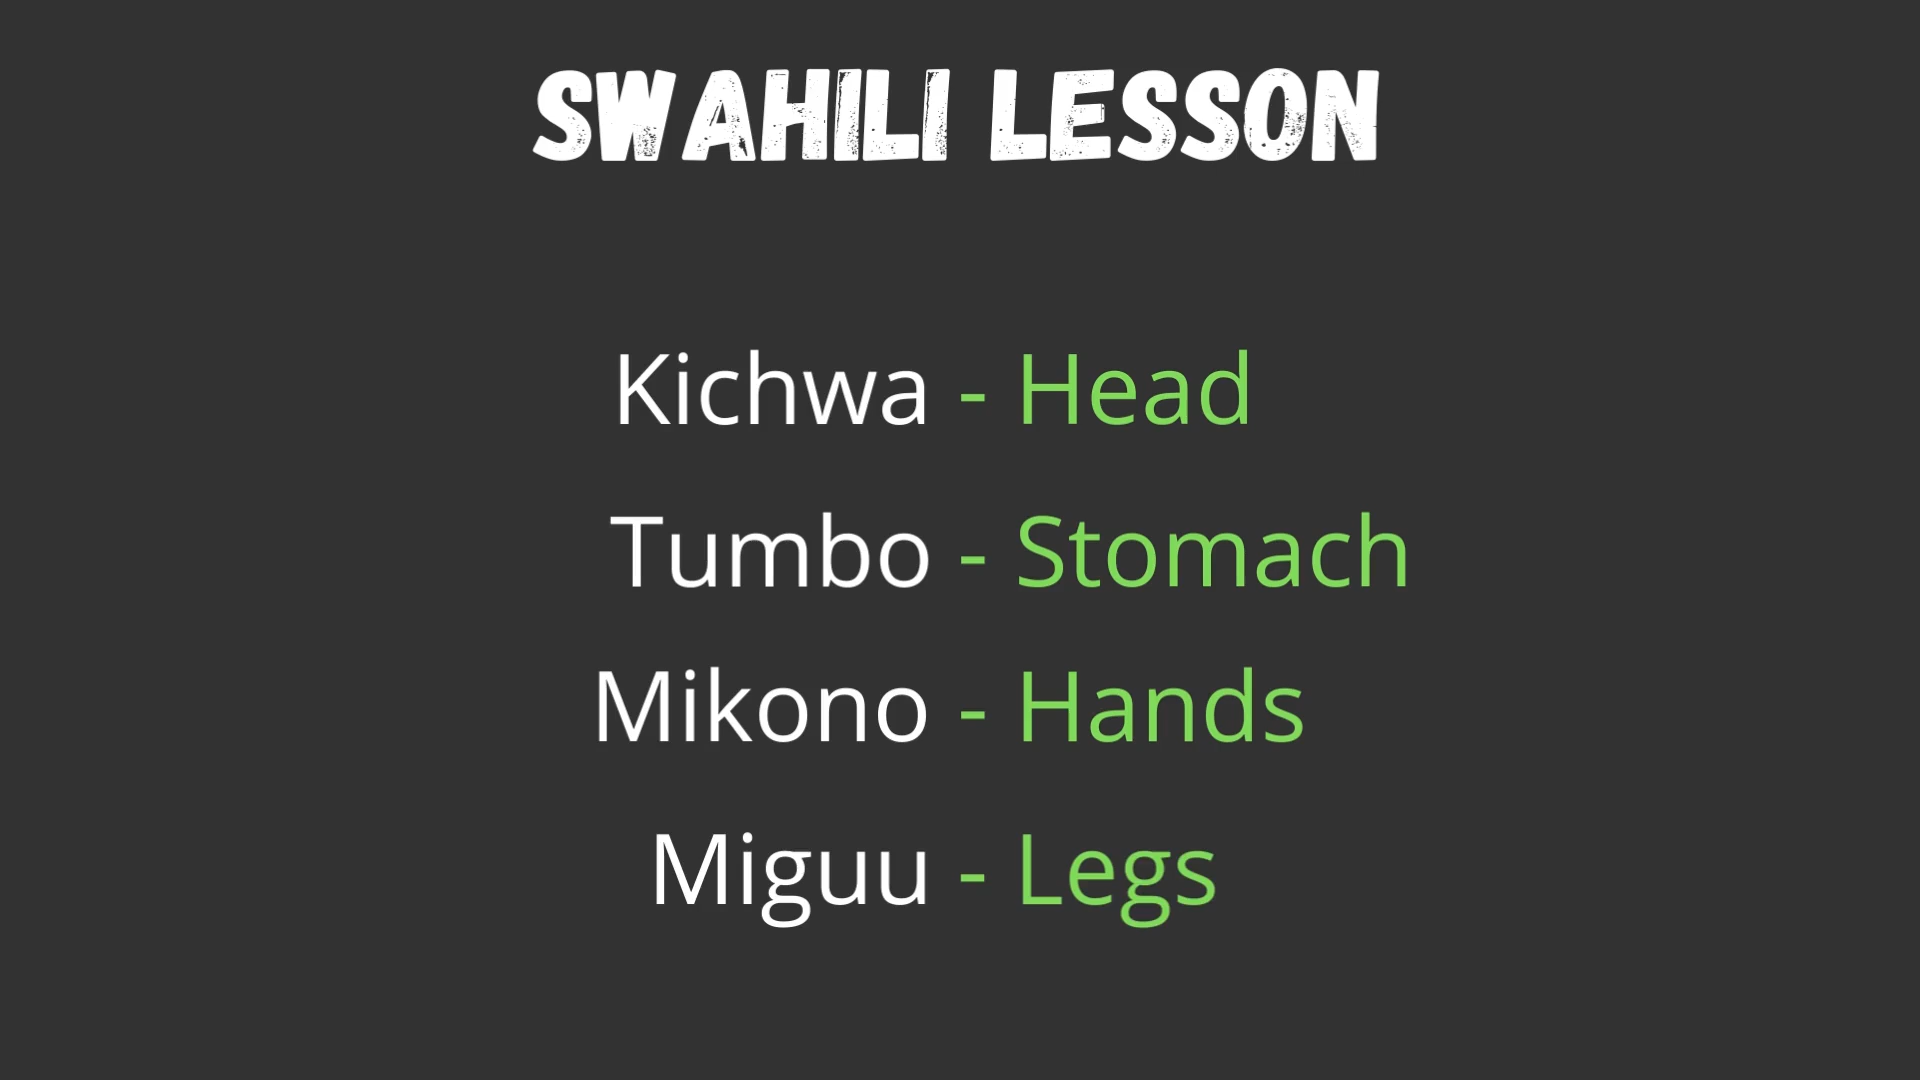 SWAHILI LESSON
Kichwa - Head
Tumbo - Stomach
Mikono - Hands
Miguu - Legs